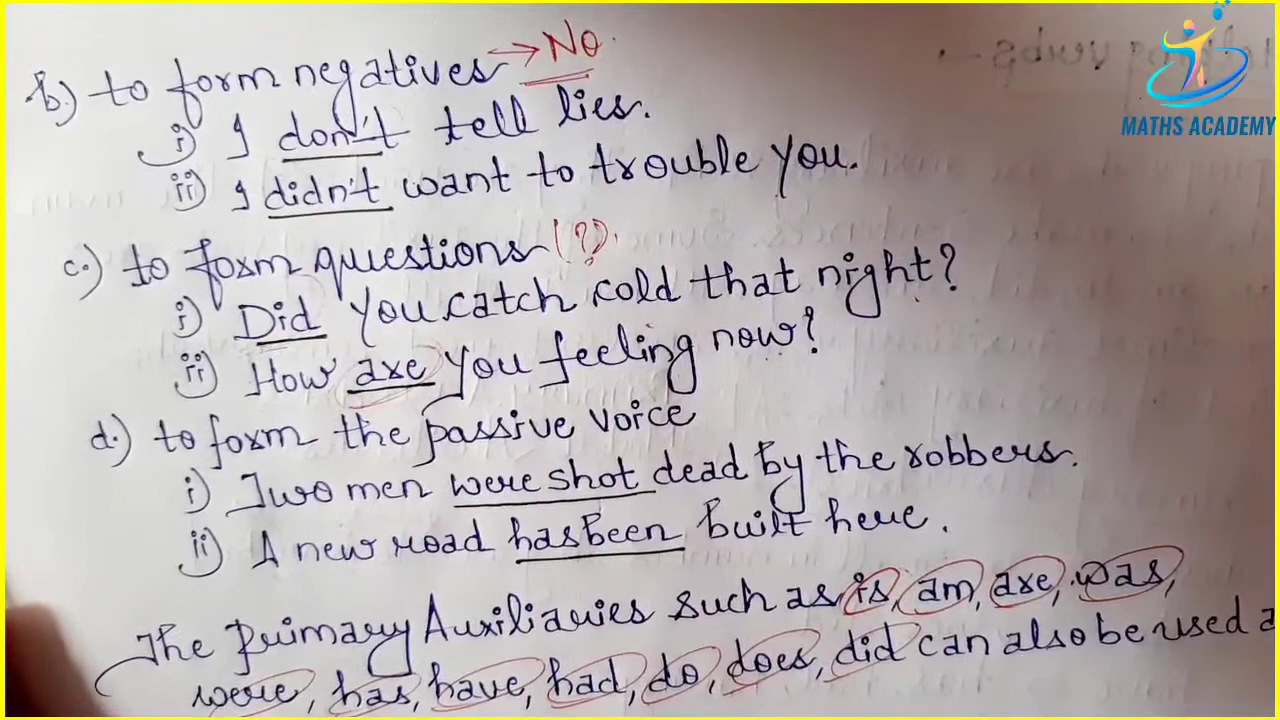 b.) to form negatives → No.
i) I don't tell lies.
ii) I didn't want to trouble you.
c.) to form questions (?).
i) Did you catch cold that night?
ii) How are you feeling now?
d.) to form the passive voice
i) Two men were shot dead by the robbers.
ii) A new road has been built here.
The Primary Auxiliaries such as is, am, are, was,
were, has, have, had, do, does, did can also be used a
MATHS ACADEMY